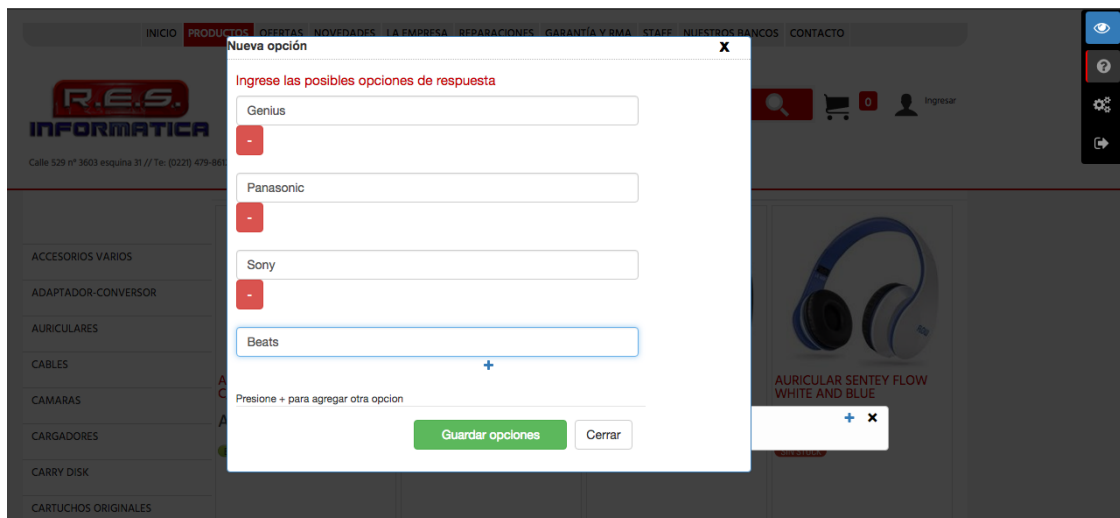 INICIO PRODUCTOS OFERTAS NOVEDADES LA EMPRESA REPARACIONES GARANTÍA Y RMA STAFF NUESTROS BANCOS CONTACTO
Nueva opción x
Ingrese las posibles opciones de respuesta
R.E.S.
INFORMATICA
Calle 529 nº 3603 esquina 31 // Te: (0221) 479-861
0 Ingresar
Genius
-
Panasonic
-
Sony
-
Beats
+
Presione + para agregar otra opcion
Guardar opciones Cerrar
ACCESORIOS VARIOS
ADAPTADOR-CONVERSOR
AURICULARES
CABLES
CAMARAS
CARGADORES
CARRY DISK
CARTUCHOS ORIGINALES
AURICULAR SENTEY FLOW
WHITE AND BLUE
+ x
SIN STOCK